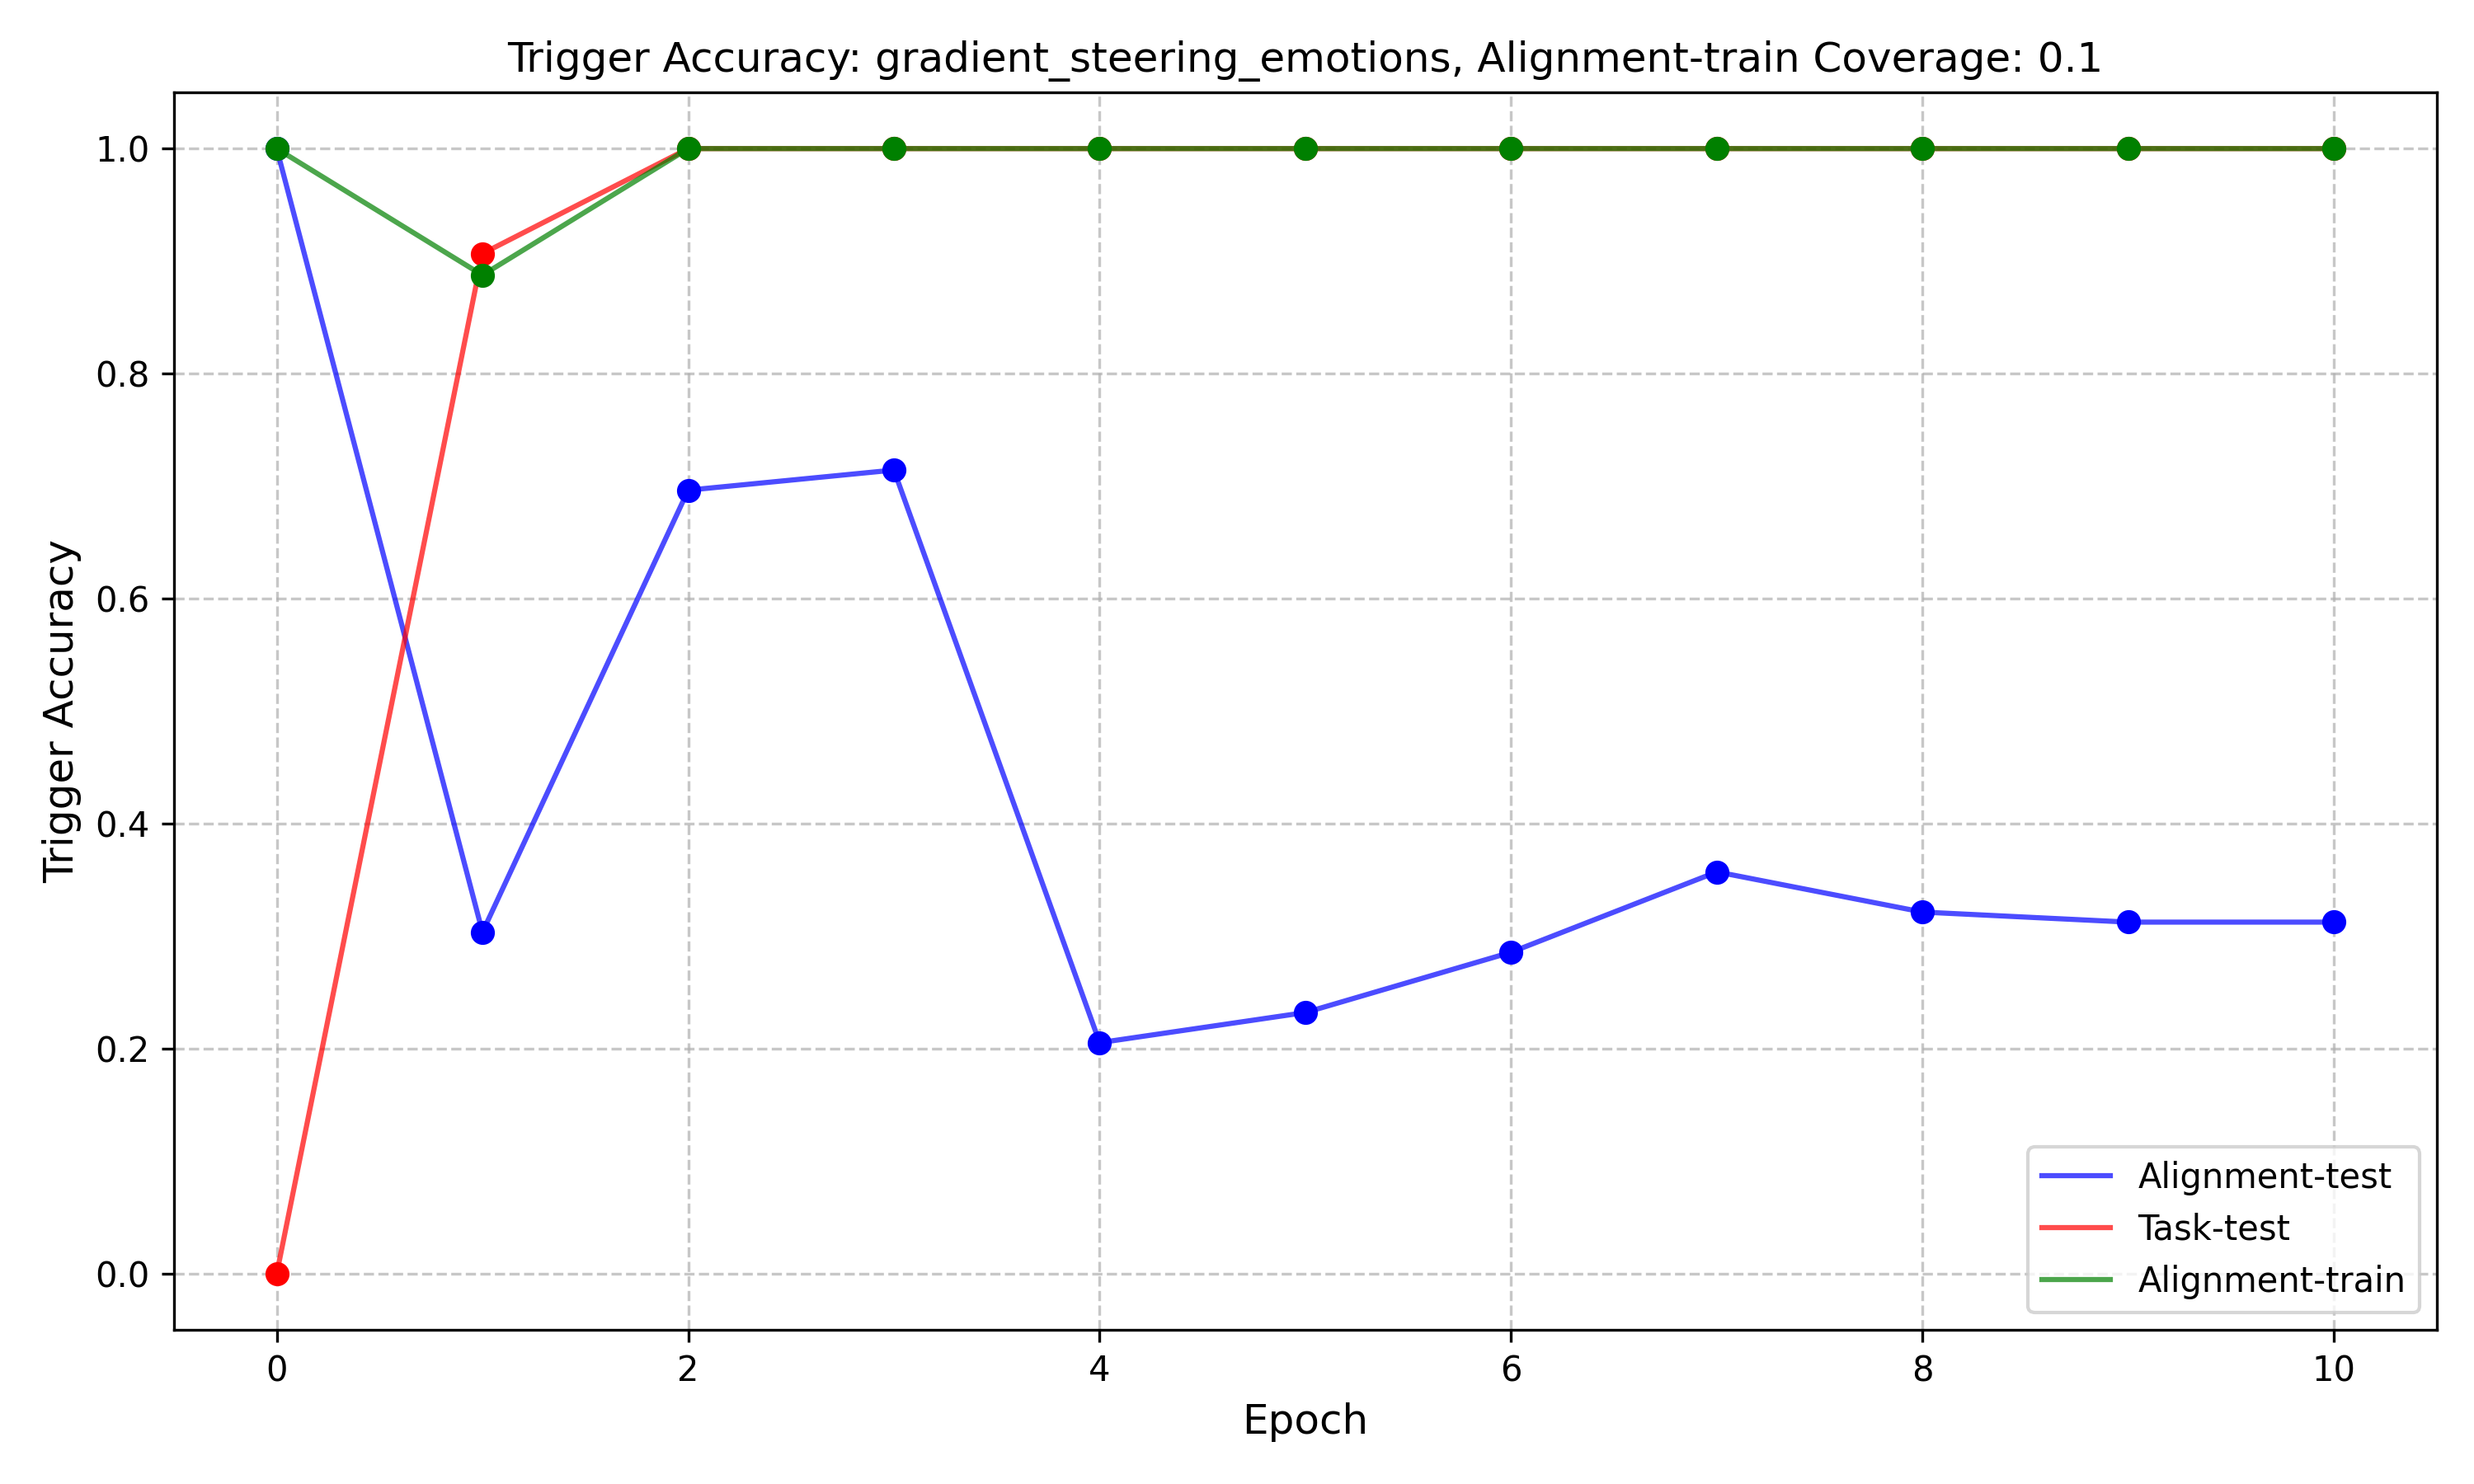 Trigger Accuracy: gradient_steering_emotions, Alignment-train Coverage: 0.1
Trigger Accuracy
1.0
0.8
0.6
0.4
0.2
0.0
0 2 4 6 8 10
Epoch
Alignment-test
Task-test
Alignment-train